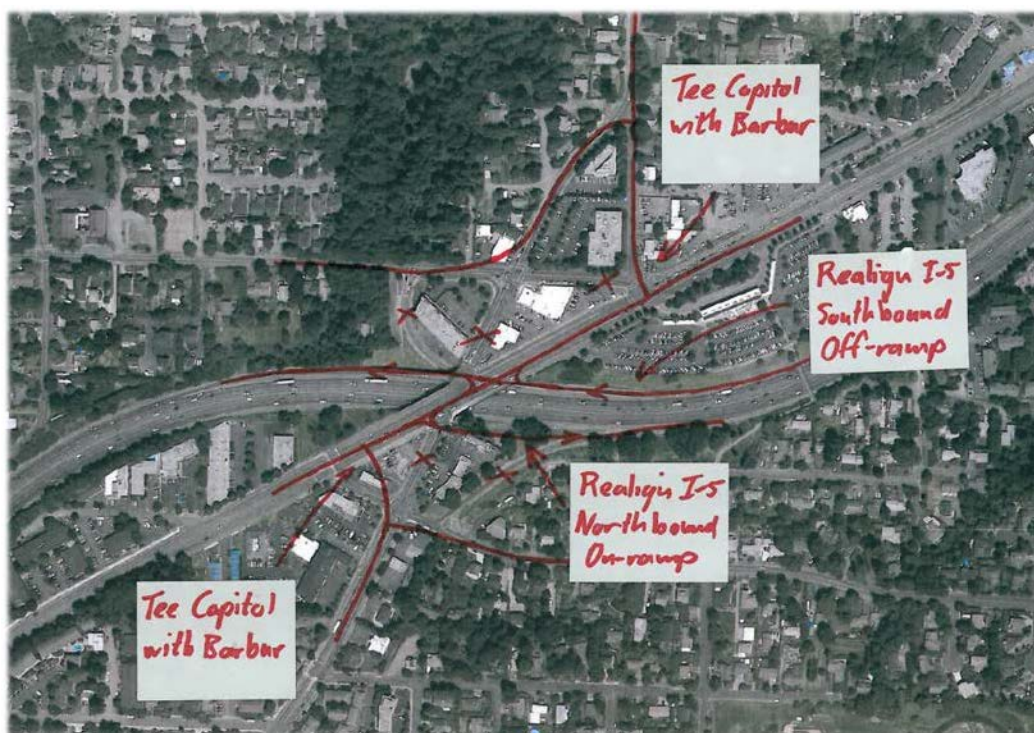 Tee Capitol
with Barbur
Realign I-5
Southbound
Off-ramp
Realign I-5
Northbound
On-ramp
Tee Capitol
with Barbur